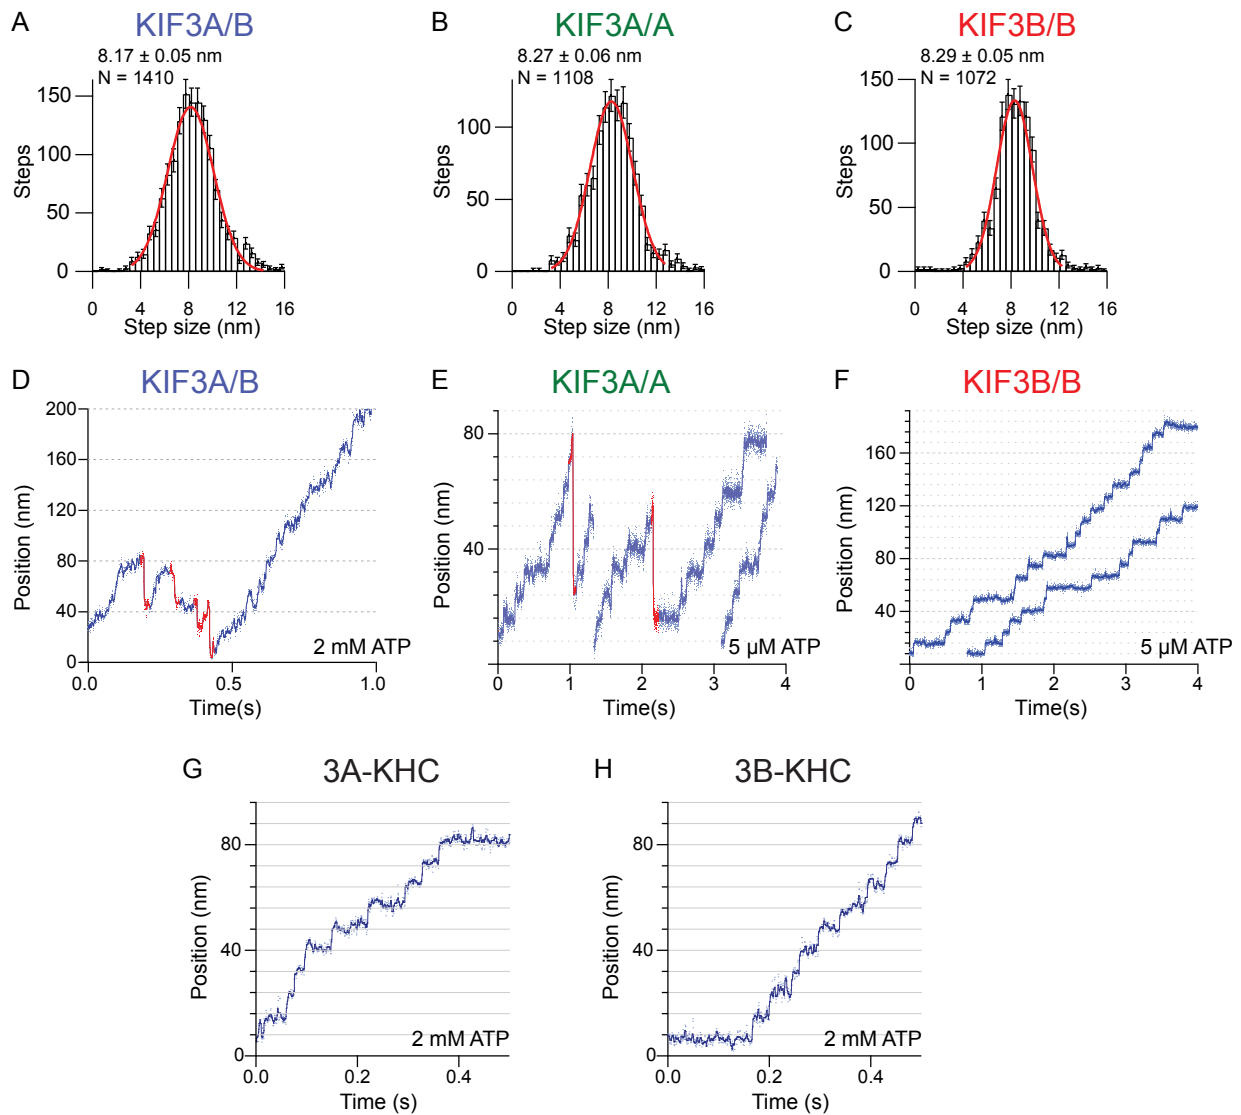 A
KIF3A/B
8.17 ± 0.05 nm
N = 1410
Steps
150
100
50
0
0 4 8 12 16
Step size (nm)
B
KIF3A/A
8.27 ± 0.06 nm
N = 1108
Steps
100
50
0
0 4 8 12 16
Step size (nm)
C
KIF3B/B
8.29 ± 0.05 nm
N = 1072
Steps
150
100
50
0
0 4 8 12 16
Step size (nm)
D
KIF3A/B
Position (nm)
200
160
120
80
40
0
2 mM ATP
0.0 0.5 1.0
Time(s)
E
KIF3A/A
Position (nm)
80
40
5 µM ATP
0 1 2 3 4
Time(s)
F
KIF3B/B
Position (nm)
160
120
80
40
5 µM ATP
0 1 2 3 4
Time(s)
G
3A-KHC
Position (nm)
80
40
0
2 mM ATP
0.0 0.2 0.4
Time (s)
H
3B-KHC
Position (nm)
80
40
0
2 mM ATP
0.0 0.2 0.4
Time (s)